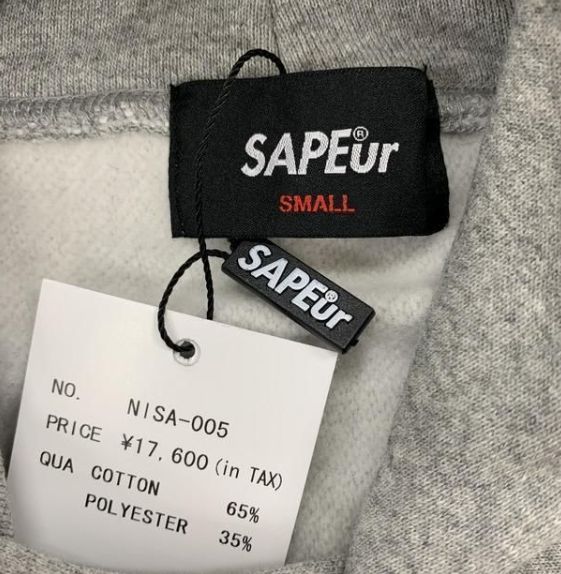 SAPEur®
SMALL
SAPEur®
NO. NISA-005
PRICE ¥17,600 (in TAX)
QUA COTTON 65%
POLYESTER 35%